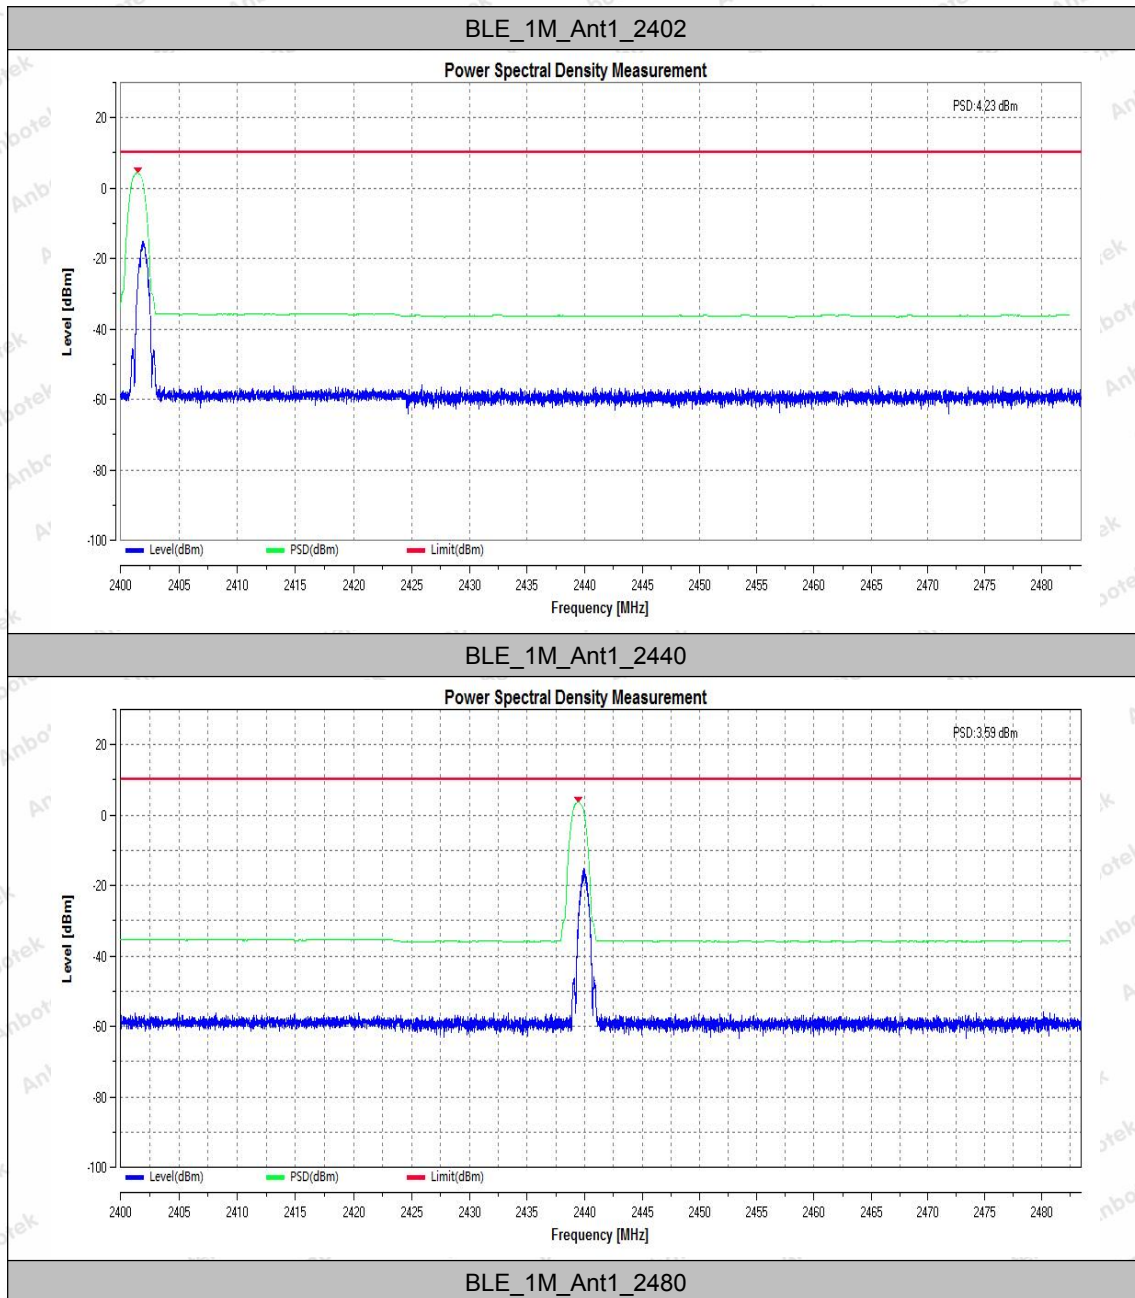 BLE_1M_Ant1_2402
Power Spectral Density Measurement
PSD:4.23 dBm
20
0
-20
-40
-60
-80
-100
Level [dBm]
Level(dBm) PSD(dBm) Limit(dBm)
2400 2405 2410 2415 2420 2425 2430 2435 2440 2445 2450 2455 2460 2465 2470 2475 2480
Frequency [MHz]
BLE_1M_Ant1_2440
Power Spectral Density Measurement
PSD:3.59 dBm
20
0
-20
-40
-60
-80
-100
Level [dBm]
Level(dBm) PSD(dBm) Limit(dBm)
2400 2405 2410 2415 2420 2425 2430 2435 2440 2445 2450 2455 2460 2465 2470 2475 2480
Frequency [MHz]
BLE_1M_Ant1_2480